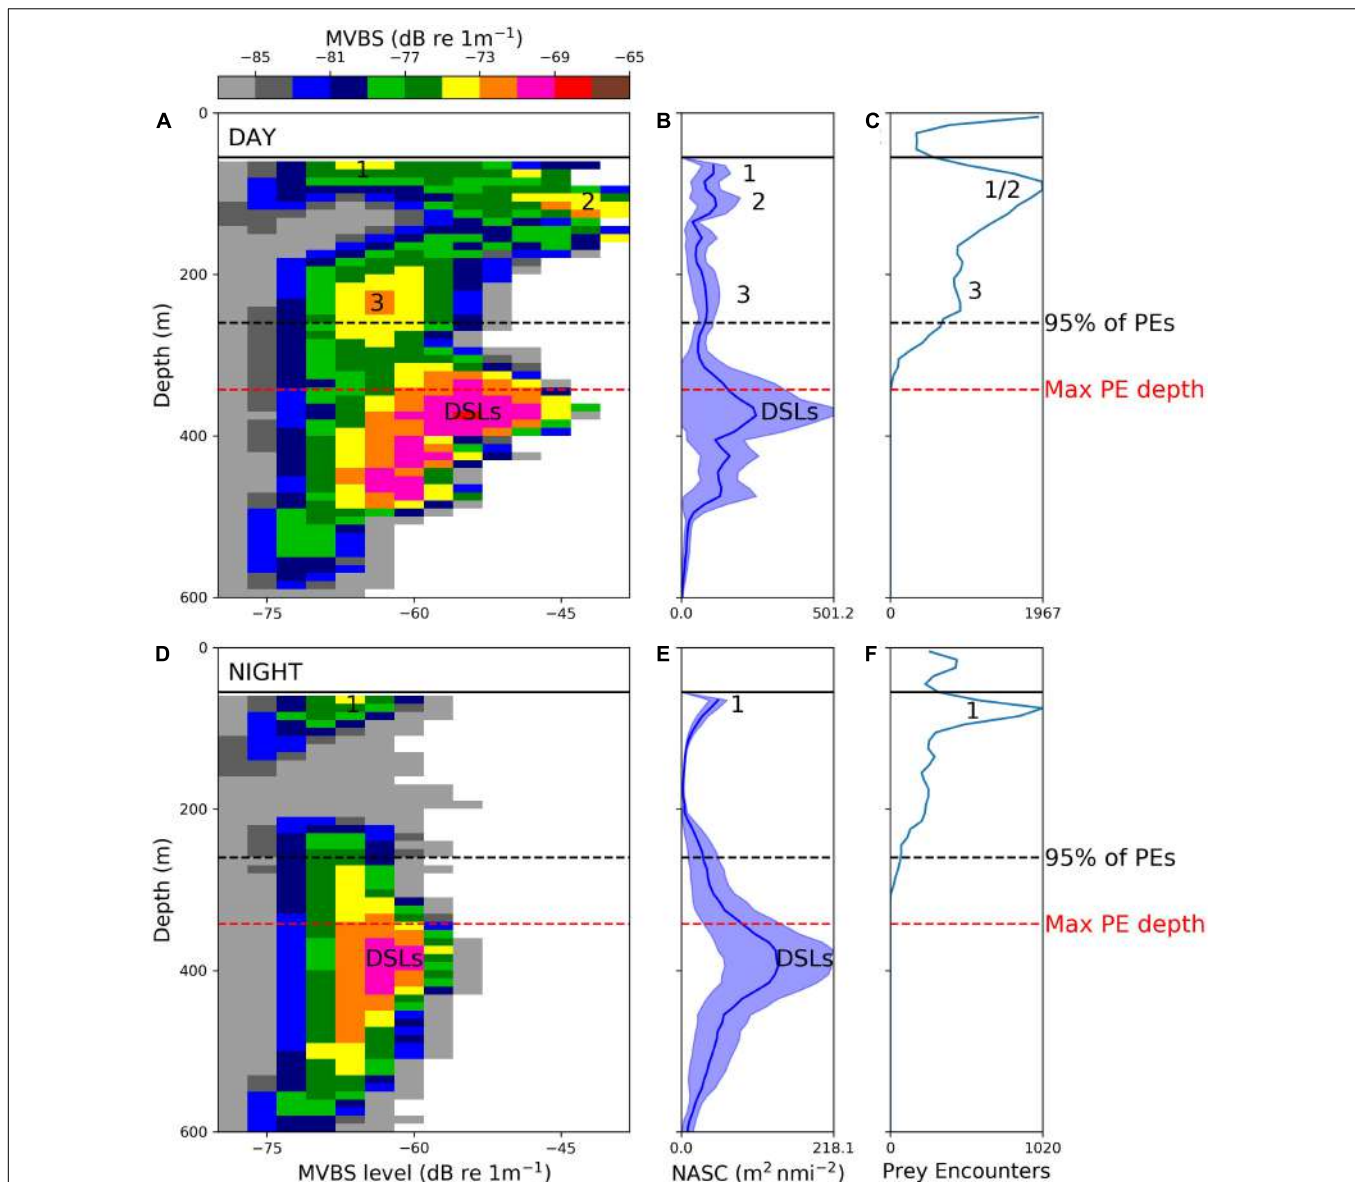 MVBS (dB re 1m⁻¹)
−85 −81 −77 −73 −69 −65
A B C
0
DAY
1 1
2 2 1/2
200
3 3 3
95% of PEs
Depth (m)
Max PE depth
DSLs DSLs
400
600
−75 −60 −45 0.0 501.2 0 1967
D E F
0
NIGHT
1 1 1
200
95% of PEs
Depth (m)
Max PE depth
DSLs DSLs
400
600
−75 −60 −45 0.0 218.1 0 1020
MVBS level (dB re 1m⁻¹) NASC (m² nmi⁻²) Prey Encounters